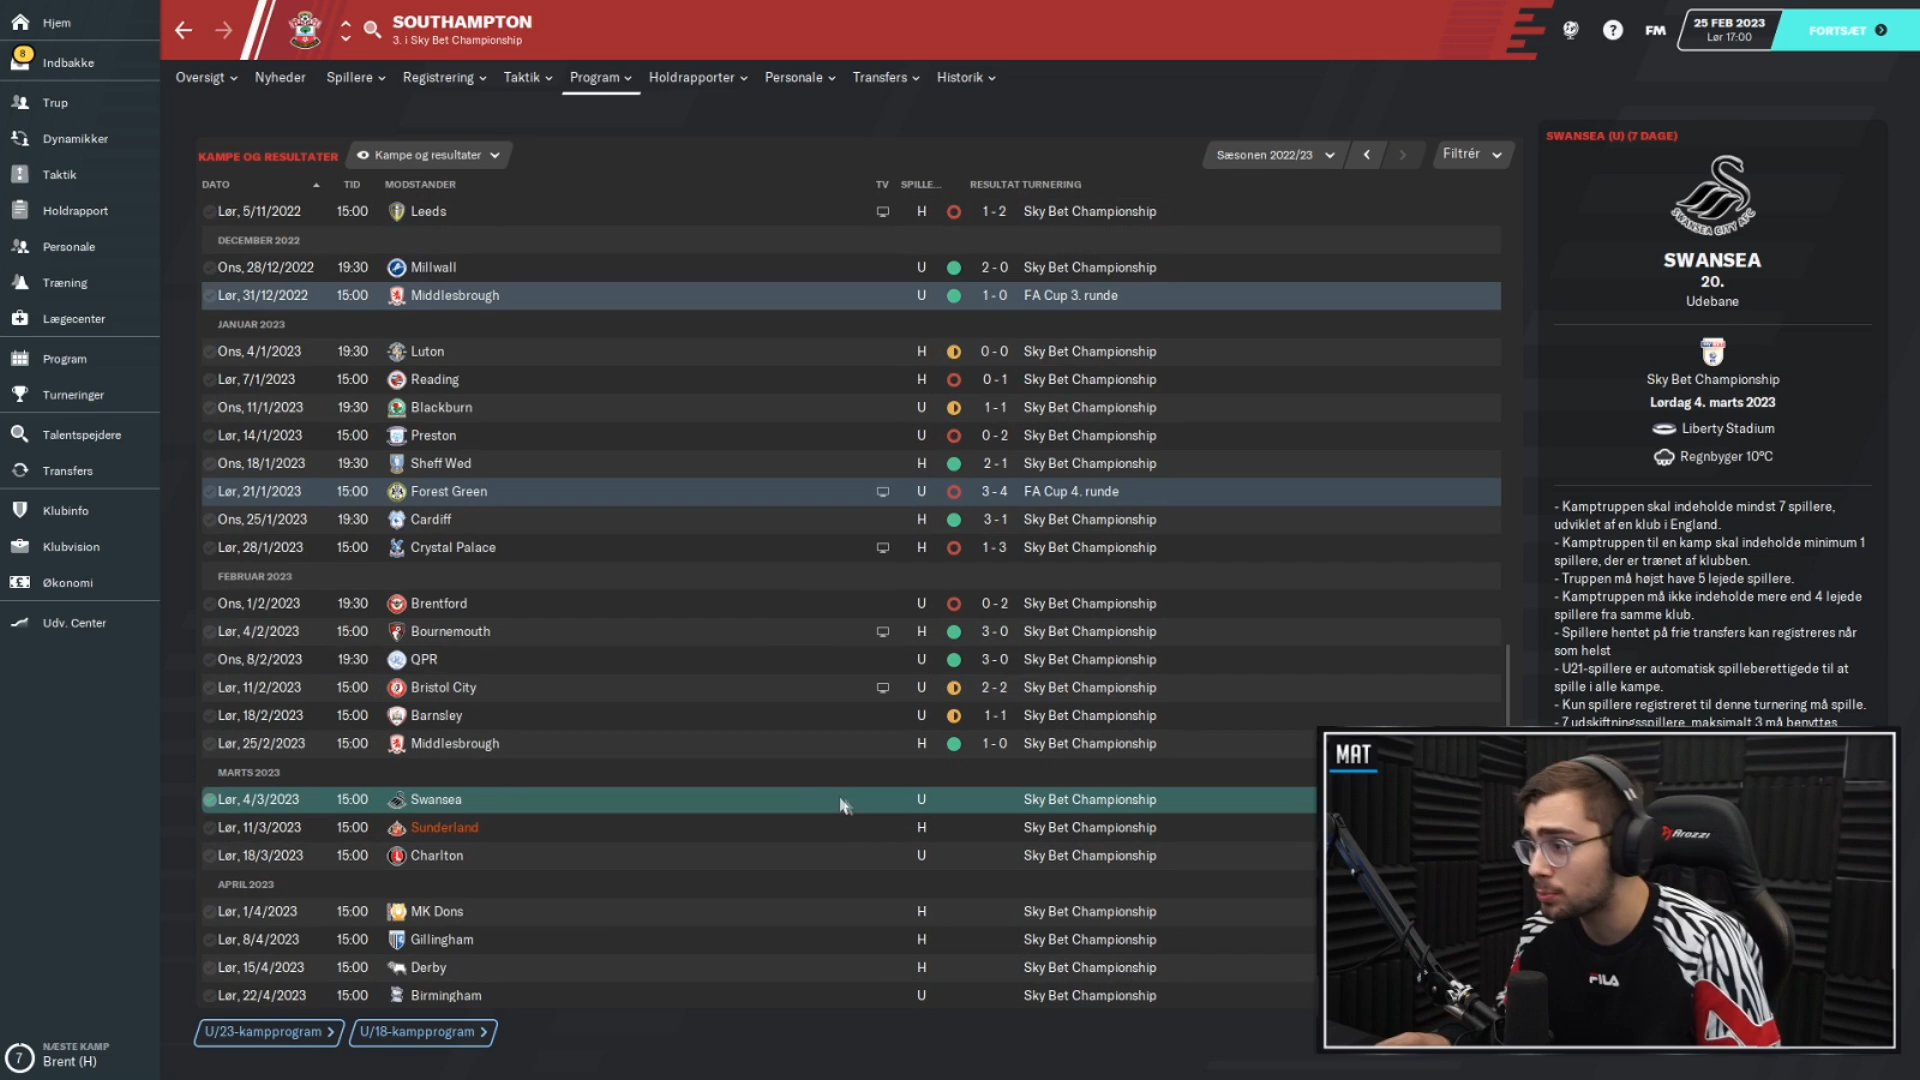 Hjem
8
Indbakke
Trup
Dynamikker
Taktik
Holdrapport
Personale
Træning
Lægecenter
Program
Turneringer
Talentspejdere
Transfers
Klubinfo
Klubvision
Økonomi
Udv. Center
7
NÆSTE KAMP
Brent (H)
SOUTHAMPTON
3. i Sky Bet Championship
FM
25 FEB 2023
Lør 17:00
FORTSÆT
Oversigt Nyheder Spillere Registrering Taktik Program Holdrapporter Personale Transfers Historik
KAMPE OG RESULTATER Kampe og resultater Sæsonen 2022/23 Filtrér
DATO TID MODSTANDER TV SPILLE... RESULTAT TURNERING
Lør, 5/11/2022 15:00 Leeds H 1 - 2 Sky Bet Championship
DECEMBER 2022
Ons, 28/12/2022 19:30 Millwall U 2 - 0 Sky Bet Championship
Lør, 31/12/2022 15:00 Middlesbrough U 1 - 0 FA Cup 3. runde
JANUAR 2023
Ons, 4/1/2023 19:30 Luton H 0 - 0 Sky Bet Championship
Lør, 7/1/2023 15:00 Reading H 0 - 1 Sky Bet Championship
Ons, 11/1/2023 19:30 Blackburn U 1 - 1 Sky Bet Championship
Lør, 14/1/2023 15:00 Preston U 0 - 2 Sky Bet Championship
Ons, 18/1/2023 19:30 Sheff Wed H 2 - 1 Sky Bet Championship
Lør, 21/1/2023 15:00 Forest Green U 3 - 4 FA Cup 4. runde
Ons, 25/1/2023 19:30 Cardiff H 3 - 1 Sky Bet Championship
Lør, 28/1/2023 15:00 Crystal Palace H 1 - 3 Sky Bet Championship
FEBRUAR 2023
Ons, 1/2/2023 19:30 Brentford U 0 - 2 Sky Bet Championship
Lør, 4/2/2023 15:00 Bournemouth H 3 - 0 Sky Bet Championship
Ons, 8/2/2023 19:30 QPR U 3 - 0 Sky Bet Championship
Lør, 11/2/2023 15:00 Bristol City U 2 - 2 Sky Bet Championship
Lør, 18/2/2023 15:00 Barnsley U 1 - 1 Sky Bet Championship
Lør, 25/2/2023 15:00 Middlesbrough H 1 - 0 Sky Bet Championship
MARTS 2023
Lør, 4/3/2023 15:00 Swansea U Sky Bet Championship
Lør, 11/3/2023 15:00 Sunderland H Sky Bet Championship
Lør, 18/3/2023 15:00 Charlton U Sky Bet Championship
APRIL 2023
Lør, 1/4/2023 15:00 MK Dons H Sky Bet Championship
Lør, 8/4/2023 15:00 Gillingham H Sky Bet Championship
Lør, 15/4/2023 15:00 Derby H Sky Bet Championship
Lør, 22/4/2023 15:00 Birmingham U Sky Bet Championship
U/23-kampprogram U/18-kampprogram
SWANSEA (U) (7 DAGE)
SWANSEA CITY AFC
SWANSEA
20.
Udebane
Sky Bet Championship
Lørdag 4. marts 2023
Liberty Stadium
Regnbyger 10°C
- Kamptruppen skal indeholde mindst 7 spillere,
udviklet af en klub i England.
- Kamptruppen til en kamp skal indeholde minimum 1
spillere, der er trænet af klubben.
- Truppen må højst have 5 lejede spillere.
- Kamptruppen må ikke indeholde mere end 4 lejede
spillere fra samme klub.
- Spillere hentet på frie transfers kan registreres når
som helst
- U21-spillere er automatisk spilleberettigede til at
spille i alle kampe.
- Kun spillere registreret til denne turnering må spille.
- 7 udskiftningsspillere, maksimalt 3 må benyttes
MAT
Arozzi
FILA